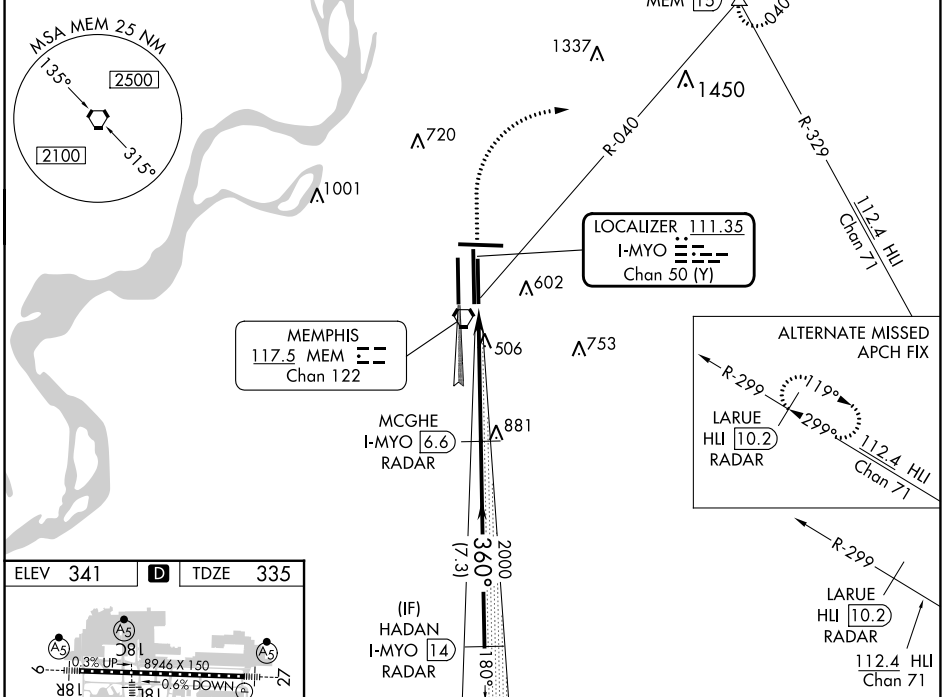 MEM 15
040
MSA MEM 25 NM
135°
2500
2100
315°
1337
1450
720
1001
R-040
R-329
112.4 HLI
Chan 71
LOCALIZER 111.35
I-MYO
Chan 50 (Y)
602
MEMPHIS
117.5 MEM
Chan 122
506
753
MCGHE
I-MYO 6.6
RADAR
881
ALTERNATE MISSED
APCH FIX
R-299
119°
299°
LARUE
HLI 10.2
RADAR
112.4 HLI
Chan 71
2000
360°
(7.3)
(IF)
HADAN
I-MYO 14
RADAR
180°
R-299
LARUE
HLI 10.2
RADAR
112.4 HLI
Chan 71
ELEV 341
D
TDZE 335
A5
A5
A5
18C
0.3% UP
8946 X 150
0.6% DOWN
9
27
18R
18L
P